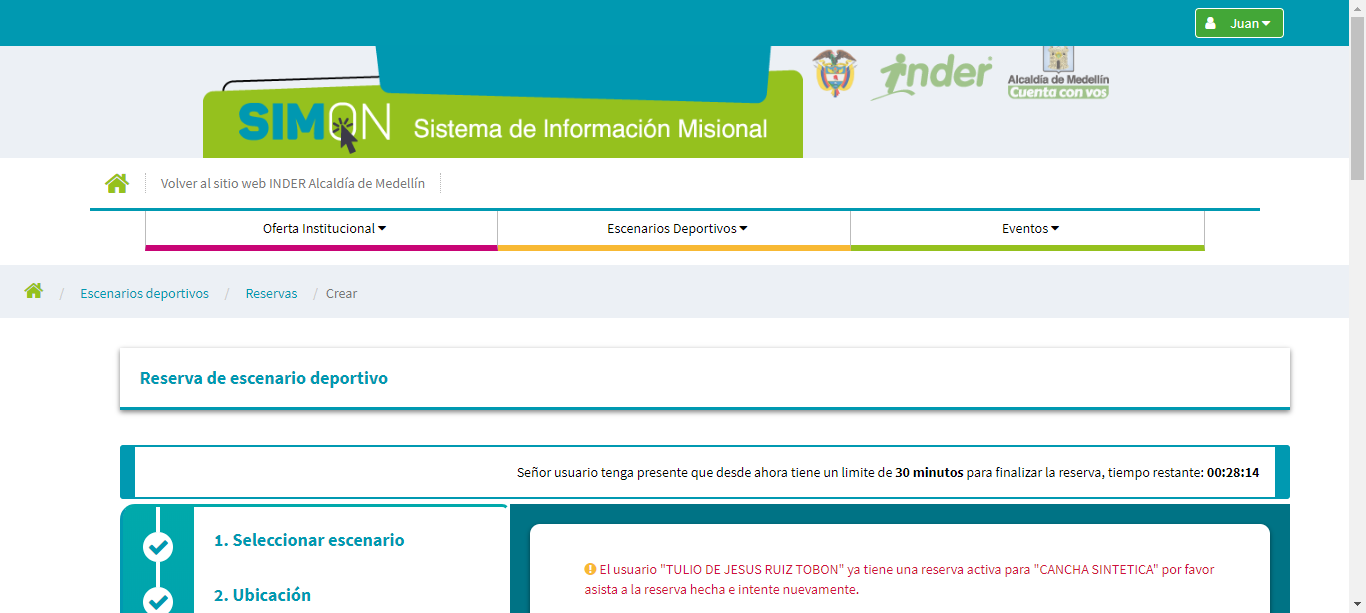 Juan
SIMON Sistema de Información Misional
inder
Alcaldía de Medellín
Cuenta con vos
Volver al sitio web INDER Alcaldía de Medellín
Oferta Institucional
Escenarios Deportivos
Eventos
/ Escenarios deportivos / Reservas / Crear
Reserva de escenario deportivo
Señor usuario tenga presente que desde ahora tiene un limite de 30 minutos para finalizar la reserva, tiempo restante: 00:28:14
1. Seleccionar escenario
2. Ubicación
El usuario "TULIO DE JESUS RUIZ TOBON" ya tiene una reserva activa para "CANCHA SINTETICA" por favor
asista a la reserva hecha e intente nuevamente.